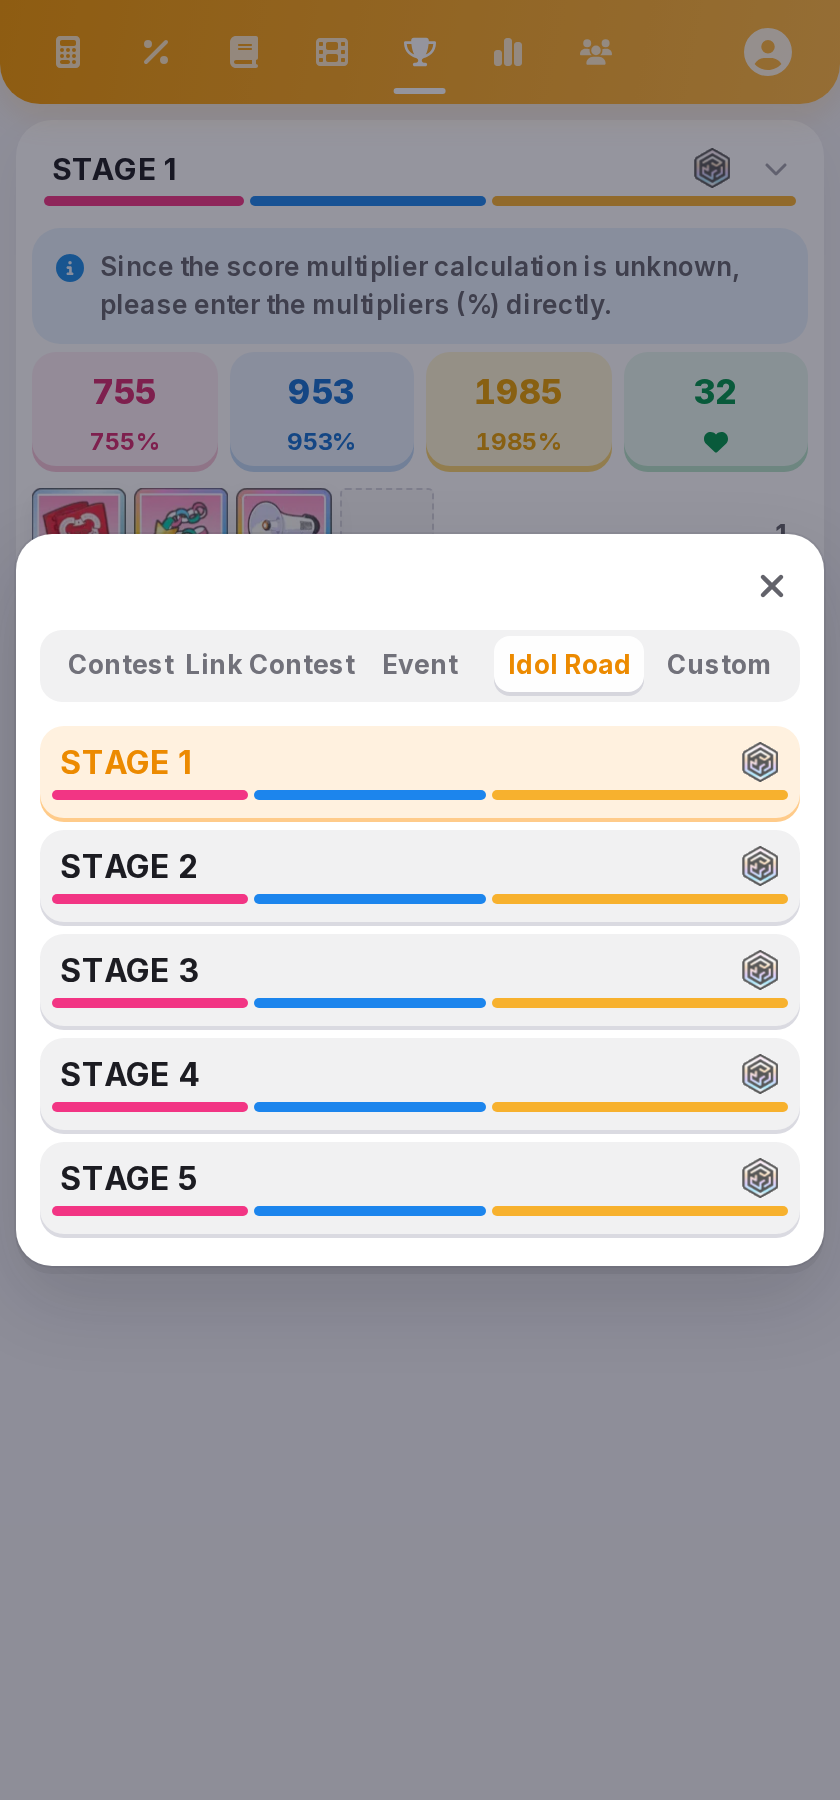 STAGE 1
Since the score multiplier calculation is unknown,
please enter the multipliers (%) directly.
755 953 1985 32
755% 953% 1985%
1
Contest Link Contest Event Idol Road Custom
STAGE 1
STAGE 2
STAGE 3
STAGE 4
STAGE 5